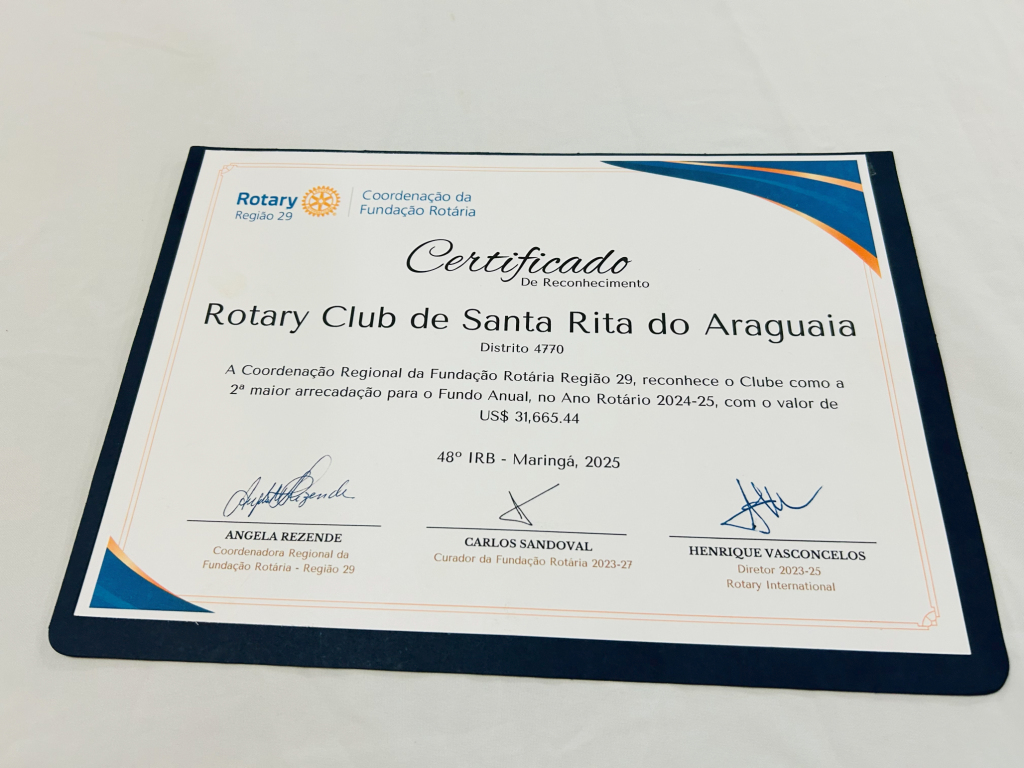 Rotary
Região 29
Coordenação da
Fundação Rotária
Certificado
De Reconhecimento
Rotary Club de Santa Rita do Araguaia
Distrito 4770
A Coordenação Regional da Fundação Rotária Região 29, reconhece o Clube como a
2ª maior arrecadação para o Fundo Anual, no Ano Rotário 2024-25, com o valor de
US$ 31,665.44
48º IRB - Maringá, 2025
ANGELA REZENDE
Coordenadora Regional da
Fundação Rotária - Região 29
CARLOS SANDOVAL
Curador da Fundação Rotária 2023-27
HENRIQUE VASCONCELOS
Diretor 2023-25
Rotary International